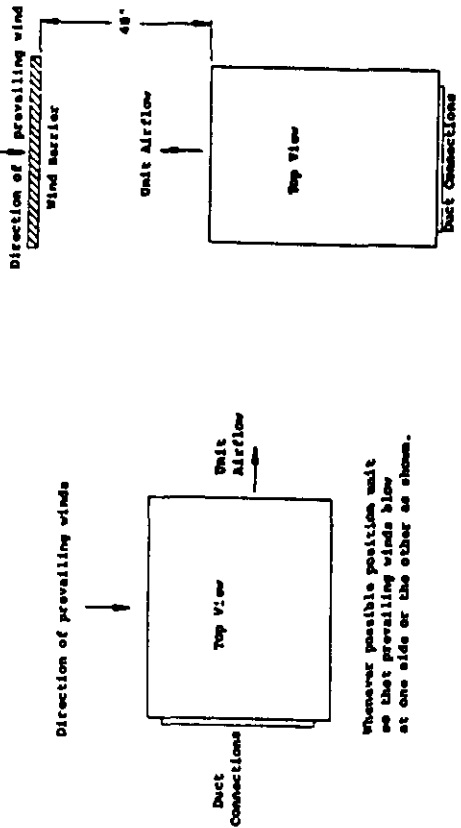 Direction of prevailing winds
Top View
Unit
Airflow
Duct
Connections
Whenever possible position unit
so that prevailing winds blow
at one side or the other as shown.
Direction of prevailing wind
Wind Barrier
48"
Unit Airflow
Top View
Duct Connections